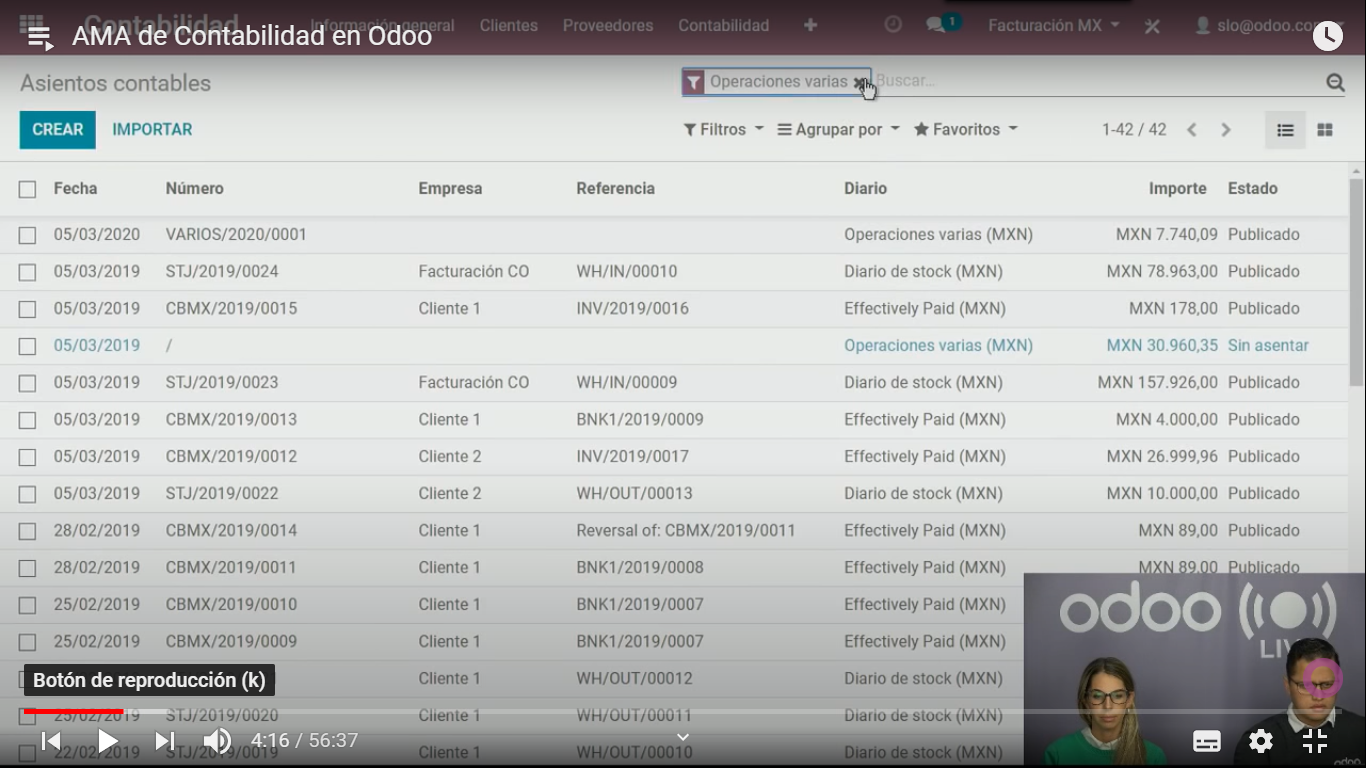 Contabilidad Información general Clientes Proveedores Contabilidad + 1 Facturación MX slo@odoo.co
AMA de Contabilidad en Odoo
Asientos contables Operaciones varias Buscar...
CREAR IMPORTAR Filtros Agrupar por Favoritos 1-42 / 42
Fecha Número Empresa Referencia Diario Importe Estado
05/03/2020 VARIOS/2020/0001 Operaciones varias (MXN) MXN 7.740,09 Publicado
05/03/2019 STJ/2019/0024 Facturación CO WH/IN/00010 Diario de stock (MXN) MXN 78.963,00 Publicado
05/03/2019 CBMX/2019/0015 Cliente 1 INV/2019/0016 Effectively Paid (MXN) MXN 178,00 Publicado
05/03/2019 / Operaciones varias (MXN) MXN 30.960,35 Sin asentar
05/03/2019 STJ/2019/0023 Facturación CO WH/IN/00009 Diario de stock (MXN) MXN 157.926,00 Publicado
05/03/2019 CBMX/2019/0013 Cliente 1 BNK1/2019/0009 Effectively Paid (MXN) MXN 4.000,00 Publicado
05/03/2019 CBMX/2019/0012 Cliente 2 INV/2019/0017 Effectively Paid (MXN) MXN 26.999,96 Publicado
05/03/2019 STJ/2019/0022 Cliente 2 WH/OUT/00013 Diario de stock (MXN) MXN 10.000,00 Publicado
28/02/2019 CBMX/2019/0014 Cliente 1 Reversal of: CBMX/2019/0011 Effectively Paid (MXN) MXN 89,00 Publicado
28/02/2019 CBMX/2019/0011 Cliente 1 BNK1/2019/0008 Effectively Paid (MXN) MXN 89,00 Publicado
25/02/2019 CBMX/2019/0010 Cliente 1 BNK1/2019/0007 Effectively Paid (MXN)
25/02/2019 CBMX/2019/0009 Cliente 1 BNK1/2019/0007 Effectively Paid (MXN)
Cliente 1 WH/OUT/00012 Diario de stock (MXN)
25/02/2019 STJ/2019/0020 Cliente 1 WH/OUT/00011 Diario de stock (MXN)
22/02/2019 STJ/2019/0019 Cliente 1 WH/OUT/00010 Diario de stock (MXN)
Botón de reproducción (k)
4:16 / 56:37
odoo
LIV
odoo